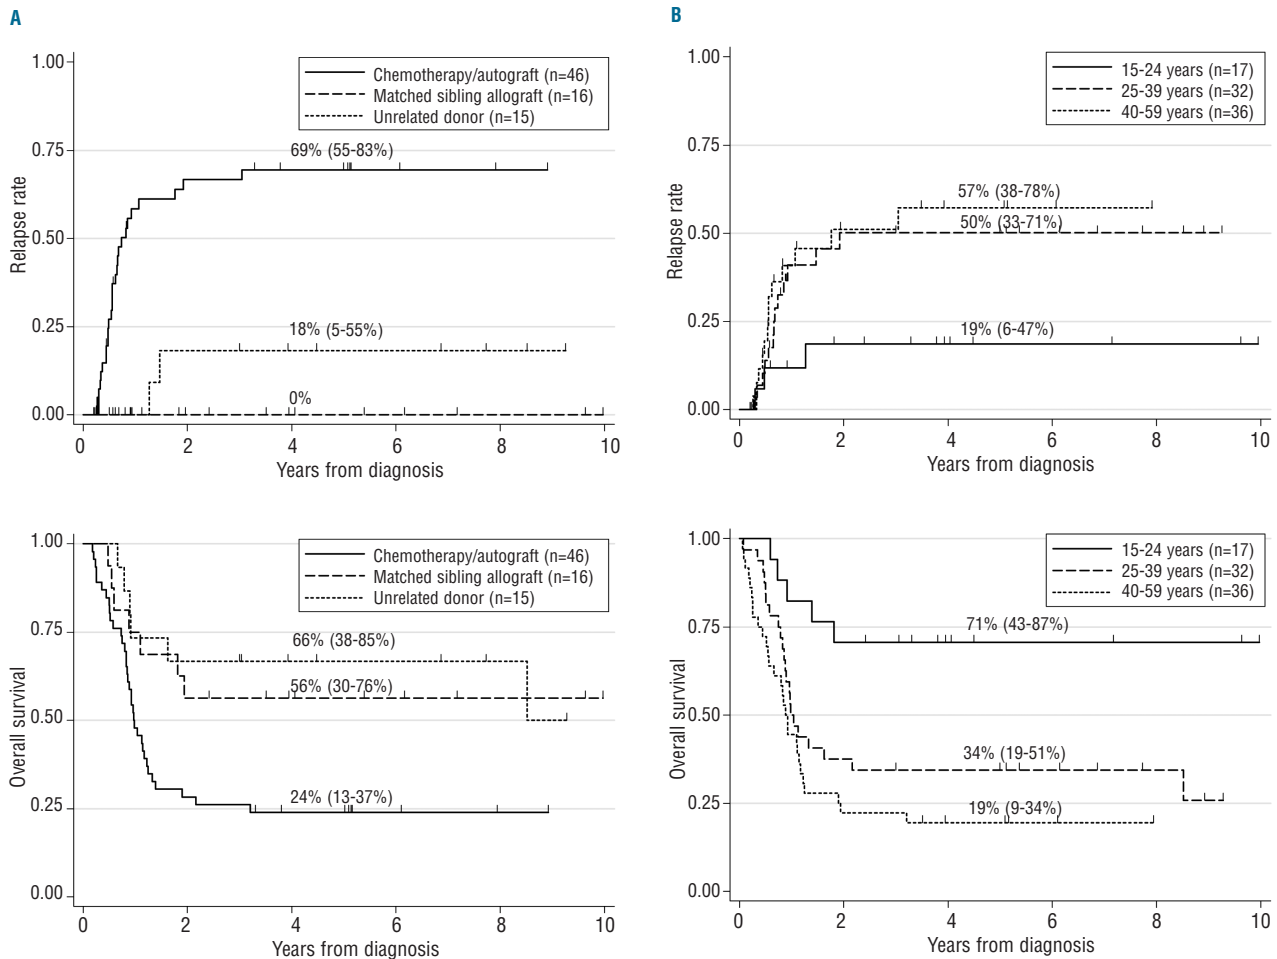 A
1.00
0.75
0.50
0.25
0.00
Relapse rate
Chemotherapy/autograft (n=46)
Matched sibling allograft (n=16)
Unrelated donor (n=15)
69% (55-83%)
18% (5-55%)
0%
0 2 4 6 8 10
Years from diagnosis
1.00
0.75
0.50
0.25
0.00
Overall survival
Chemotherapy/autograft (n=46)
Matched sibling allograft (n=16)
Unrelated donor (n=15)
66% (38-85%)
56% (30-76%)
24% (13-37%)
0 2 4 6 8 10
Years from diagnosis
B
1.00
0.75
0.50
0.25
0.00
Relapse rate
15-24 years (n=17)
25-39 years (n=32)
40-59 years (n=36)
57% (38-78%)
50% (33-71%)
19% (6-47%)
0 2 4 6 8 10
Years from diagnosis
1.00
0.75
0.50
0.25
0.00
Overall survival
15-24 years (n=17)
25-39 years (n=32)
40-59 years (n=36)
71% (43-87%)
34% (19-51%)
19% (9-34%)
0 2 4 6 8 10
Years from diagnosis